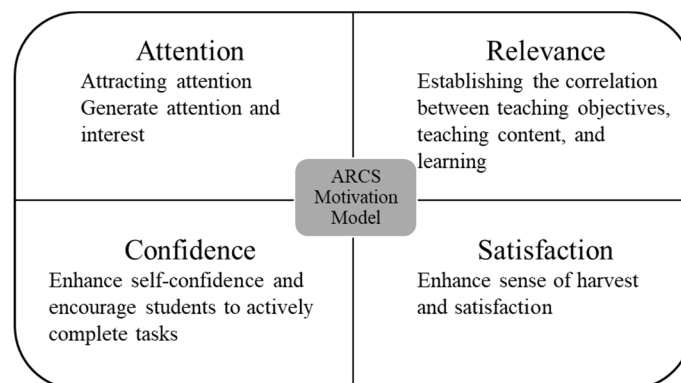 Attention
Attracting attention
Generate attention and
interest
Relevance
Establishing the correlation
between teaching objectives,
teaching content, and
learning
ARCS
Motivation
Model
Confidence
Enhance self-confidence and
encourage students to actively
complete tasks
Satisfaction
Enhance sense of harvest
and satisfaction